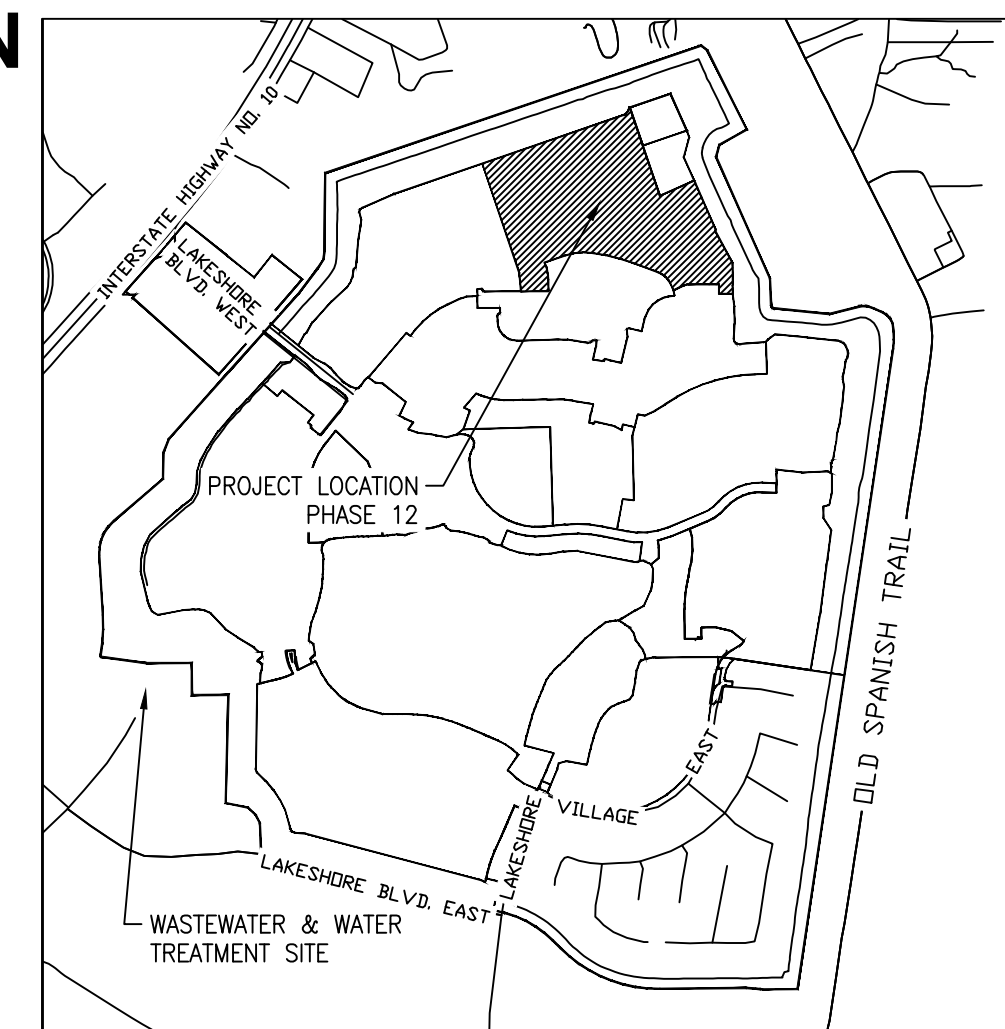 N
INTERSTATE HIGHWAY NO. 10
LAKESHORE
BLVD. WEST
PROJECT LOCATION
PHASE 12
OLD SPANISH TRAIL
EAST
VILLAGE
LAKESHORE
LAKESHORE BLVD. EAST
WASTEWATER & WATER
TREATMENT SITE